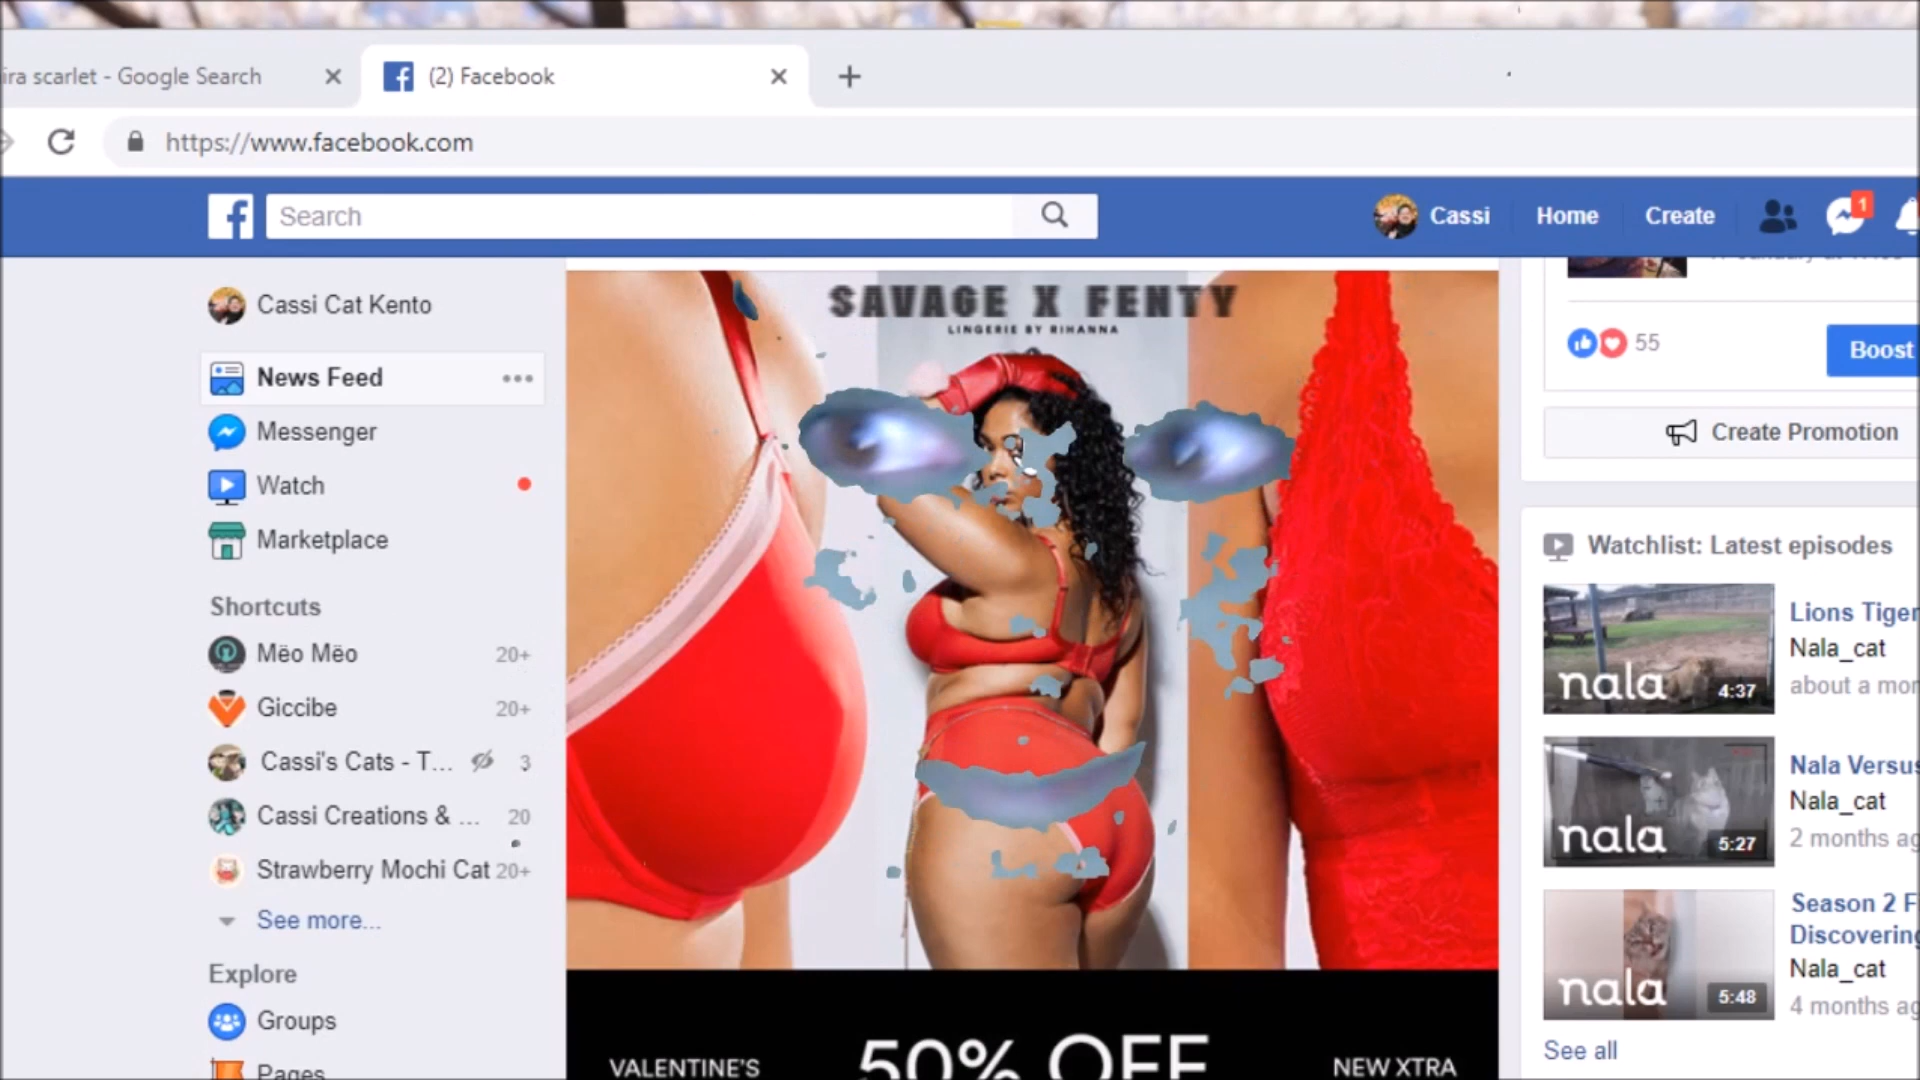 ira scarlet - Google Search
(2) Facebook
https://www.facebook.com
Search
Cassi
Home
Create
1
Cassi Cat Kento
News Feed
Messenger
Watch
Marketplace
Shortcuts
Mëo Mëo 20+
Giccibe 20+
Cassi's Cats - T... 3
Cassi Creations & ... 20
Strawberry Mochi Cat 20+
See more...
Explore
Groups
Pages
SAVAGE X FENTY
LINGERIE BY RIHANNA
VALENTINE'S
50% OFF
NEW XTRA
55
Boost
Create Promotion
Watchlist: Latest episodes
nala 4:37
Lions Tiger
Nala_cat
about a mon
nala 5:27
Nala Versus
Nala_cat
2 months ag
nala 5:48
Season 2 F
Discovering
Nala_cat
4 months ag
See all